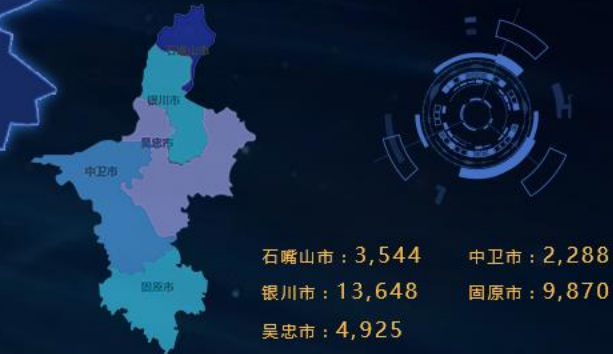 石嘴山市
银川市
吴忠市
中卫市
固原市
石嘴山市：3,544 中卫市：2,288
银川市：13,648 固原市：9,870
吴忠市：4,925